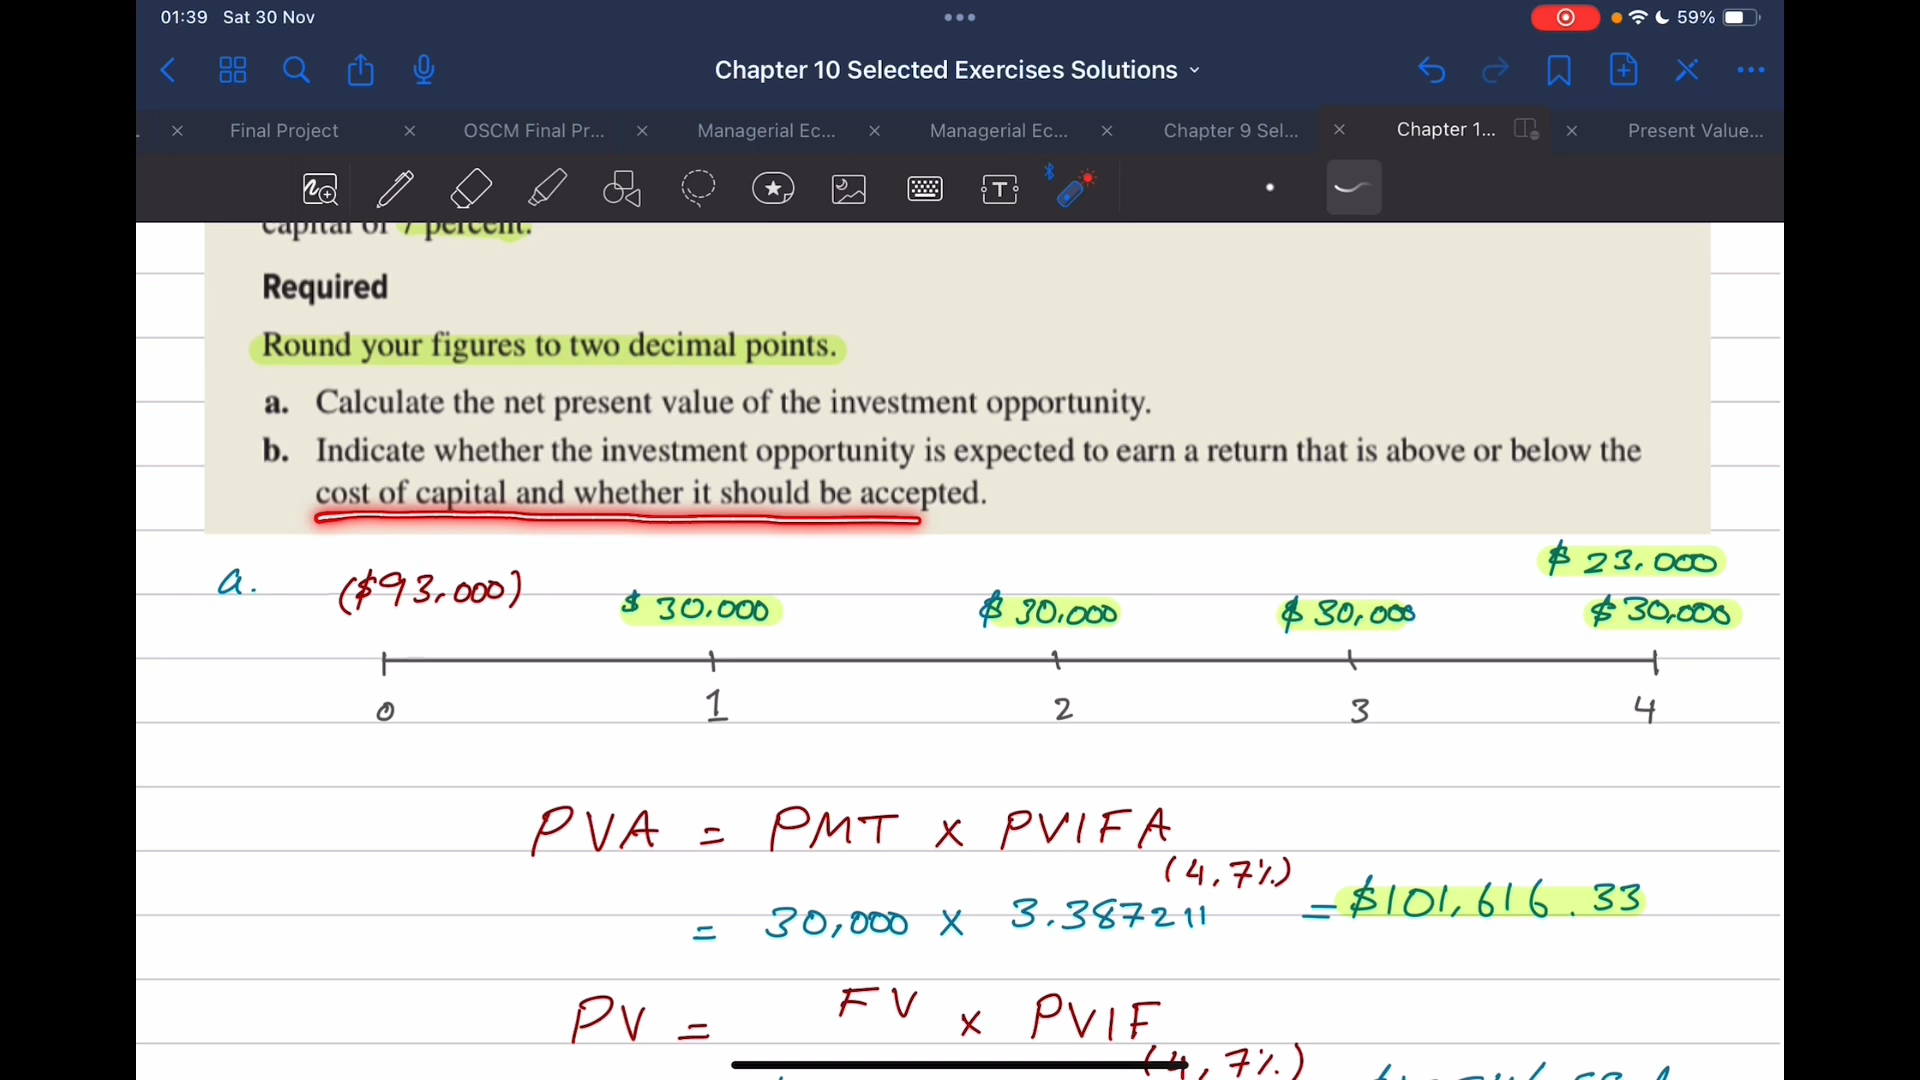 01:39 Sat 30 Nov
59%
Chapter 10 Selected Exercises Solutions
Final Project
OSCM Final Pr...
Managerial Ec...
Managerial Ec...
Chapter 9 Sel...
Chapter 1...
Present Value...
capital of 7 percent.
Required
Round your figures to two decimal points.
a. Calculate the net present value of the investment opportunity.
b. Indicate whether the investment opportunity is expected to earn a return that is above or below the
cost of capital and whether it should be accepted.
$ 23,000
a. ($93,000) $ 30,000 $ 30,000 $ 30,000 $ 30,000
0 1 2 3 4
PVA = PMT x PVIFA
(4,7%)
= 30,000 x 3.387211 = $101,616.33
PV = FV x PVIF
(4,7%)